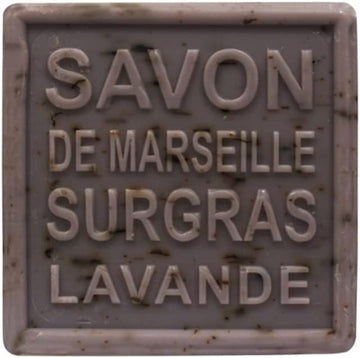 SAVON
DE MARSEILLE
SURGRAS
LAVANDE